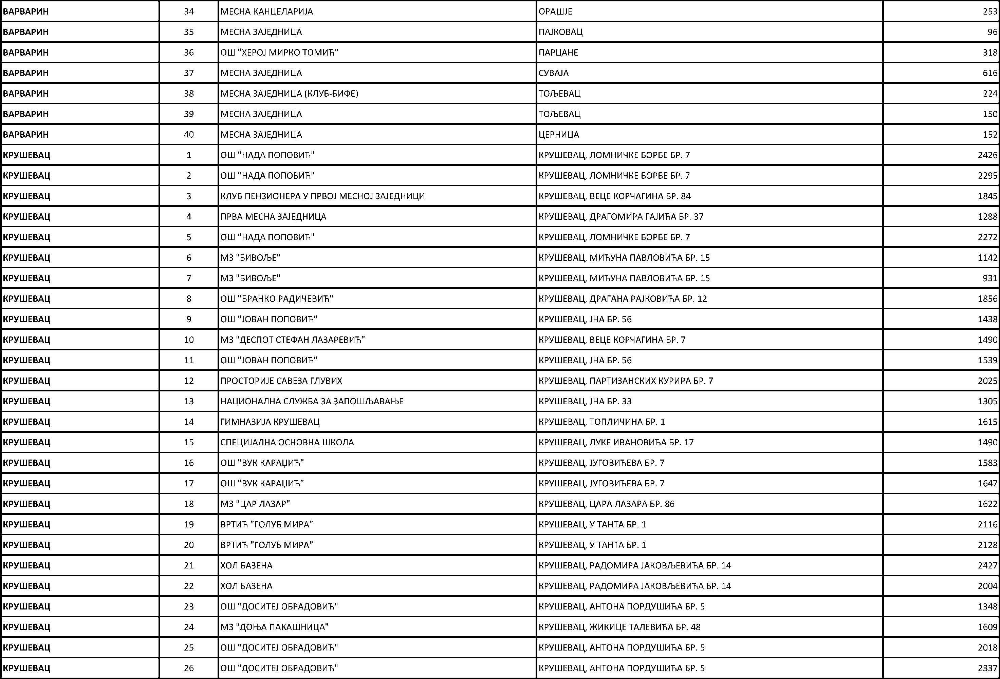 ВАРВАРИН 34 МЕСНА КАНЦЕЛАРИЈА ОРАШЈЕ 253
ВАРВАРИН 35 МЕСНА ЗАЈЕДНИЦА ПАЈКОВАЦ 96
ВАРВАРИН 36 ОШ "ХЕРОЈ МИРКО ТОМИЋ" ПАРЦАНЕ 318
ВАРВАРИН 37 МЕСНА ЗАЈЕДНИЦА СУВАЈА 616
ВАРВАРИН 38 МЕСНА ЗАЈЕДНИЦА (КЛУБ-БИФЕ) ТОЉЕВАЦ 224
ВАРВАРИН 39 МЕСНА ЗАЈЕДНИЦА ТОЉЕВАЦ 150
ВАРВАРИН 40 МЕСНА ЗАЈЕДНИЦА ЦЕРНИЦА 152
КРУШЕВАЦ 1 ОШ "НАДА ПОПОВИЋ" КРУШЕВАЦ, ЛОМНИЧКЕ БОРБЕ БР. 7 2426
КРУШЕВАЦ 2 ОШ "НАДА ПОПОВИЋ" КРУШЕВАЦ, ЛОМНИЧКЕ БОРБЕ БР. 7 2295
КРУШЕВАЦ 3 КЛУБ ПЕНЗИОНЕРА У ПРВОЈ МЕСНОЈ ЗАЈЕДНИЦИ КРУШЕВАЦ, ВЕЦЕ КОРЧАГИНА БР. 84 1845
КРУШЕВАЦ 4 ПРВА МЕСНА ЗАЈЕДНИЦА КРУШЕВАЦ, ДРАГОМИРА ГАЈИЋА БР. 37 1288
КРУШЕВАЦ 5 ОШ "НАДА ПОПОВИЋ" КРУШЕВАЦ, ЛОМНИЧКЕ БОРБЕ БР. 7 2272
КРУШЕВАЦ 6 МЗ "БИВОЉЕ" КРУШЕВАЦ, МИЋУНА ПАВЛОВИЋА БР. 15 1142
КРУШЕВАЦ 7 МЗ "БИВОЉЕ" КРУШЕВАЦ, МИЋУНА ПАВЛОВИЋА БР. 15 931
КРУШЕВАЦ 8 ОШ "БРАНКО РАДИЧЕВИЋ" КРУШЕВАЦ, ДРАГАНА РАЈКОВИЋА БР. 12 1856
КРУШЕВАЦ 9 ОШ "ЈОВАН ПОПОВИЋ" КРУШЕВАЦ, ЈНА БР. 56 1438
КРУШЕВАЦ 10 МЗ "ДЕСПОТ СТЕФАН ЛАЗАРЕВИЋ" КРУШЕВАЦ, ВЕЦЕ КОРЧАГИНА БР. 7 1490
КРУШЕВАЦ 11 ОШ "ЈОВАН ПОПОВИЋ" КРУШЕВАЦ, ЈНА БР. 56 1539
КРУШЕВАЦ 12 ПРОСТОРИЈЕ САВЕЗА ГЛУВИХ КРУШЕВАЦ, ПАРТИЗАНСКИХ КУРИРА БР. 7 2025
КРУШЕВАЦ 13 НАЦИОНАЛНА СЛУЖБА ЗА ЗАПОШЉАВАЊЕ КРУШЕВАЦ, ЈНА БР. 33 1305
КРУШЕВАЦ 14 ГИМНАЗИЈА КРУШЕВАЦ КРУШЕВАЦ, ТОПЛИЧИНА БР. 1 1615
КРУШЕВАЦ 15 СПЕЦИЈАЛНА ОСНОВНА ШКОЛА КРУШЕВАЦ, ЛУКЕ ИВАНОВИЋА БР. 17 1490
КРУШЕВАЦ 16 ОШ "ВУК КАРАЏИЋ" КРУШЕВАЦ, ЈУГОВИЋЕВА БР. 7 1583
КРУШЕВАЦ 17 ОШ "ВУК КАРАЏИЋ" КРУШЕВАЦ, ЈУГОВИЋЕВА БР. 7 1647
КРУШЕВАЦ 18 МЗ "ЦАР ЛАЗАР" КРУШЕВАЦ, ЦАРА ЛАЗАРА БР. 86 1622
КРУШЕВАЦ 19 ВРТИЋ "ГОЛУБ МИРА" КРУШЕВАЦ, У ТАНТА БР. 1 2116
КРУШЕВАЦ 20 ВРТИЋ "ГОЛУБ МИРА" КРУШЕВАЦ, У ТАНТА БР. 1 2128
КРУШЕВАЦ 21 ХОЛ БАЗЕНА КРУШЕВАЦ, РАДОМИРА ЈАКОВЉЕВИЋА БР. 14 2427
КРУШЕВАЦ 22 ХОЛ БАЗЕНА КРУШЕВАЦ, РАДОМИРА ЈАКОВЉЕВИЋА БР. 14 2004
КРУШЕВАЦ 23 ОШ "ДОСИТЕЈ ОБРАДОВИЋ" КРУШЕВАЦ, АНТОНА ПОРДУШИЋА БР. 5 1348
КРУШЕВАЦ 24 МЗ "ДОЊА ПАКАШНИЦА" КРУШЕВАЦ, ЖИКИЦЕ ТАЛЕВИЋА БР. 48 1609
КРУШЕВАЦ 25 ОШ "ДОСИТЕЈ ОБРАДОВИЋ" КРУШЕВАЦ, АНТОНА ПОРДУШИЋА БР. 5 2018
КРУШЕВАЦ 26 ОШ "ДОСИТЕЈ ОБРАДОВИЋ" КРУШЕВАЦ, АНТОНА ПОРДУШИЋА БР. 5 2337